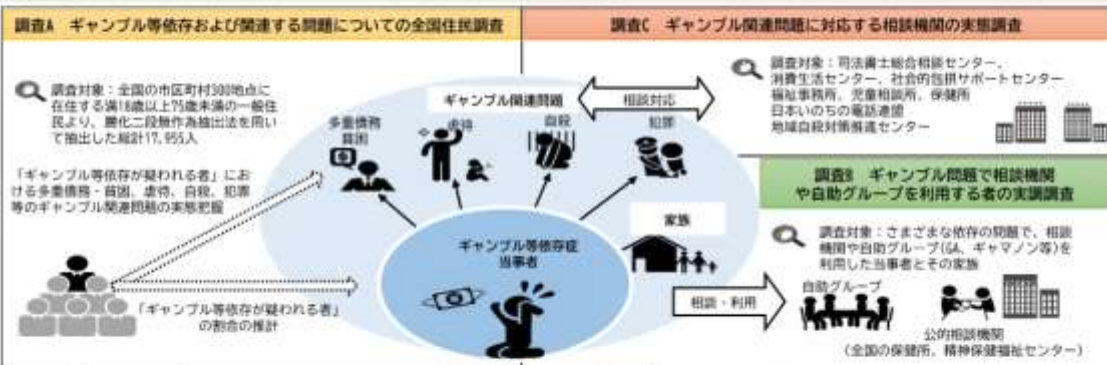 調査A ギャンブル等依存および関連する問題についての全国住民調査
調査対象:全国の市区町村300地点に
在住する満18歳以上75歳未満の一般住
民より、層化二段無作為抽出法を用い
て抽出した総計17,955人
「ギャンブル等依存が疑われる者」にお
ける多重債務・貧困、虐待、自殺、犯罪
等のギャンブル関連問題の実態把握
「ギャンブル等依存が疑われる者」
の割合の推計
ギャンブル関連問題
多重債務
貧困
虐待
自殺
犯罪
ギャンブル等依存症
当事者
家族
相談対応
相談・利用
調査C ギャンブル関連問題に対応する相談機関の実態調査
調査対象:司法書士総合相談センター、
消費生活センター、社会的包摂サポートセンター
福祉事務所、児童相談所、保健所
日本いのちの電話連盟
地域自殺対策推進センター
調査B ギャンブル問題で相談機関
や自助グループを利用する者の実調調査
調査対象:さまざまな依存の問題で、相談
機関や自助グループ(GA、ギャマノン等)を
利用した当事者とその家族
自助グループ
公的相談機関
(全国の保健所、精神保健福祉センター)